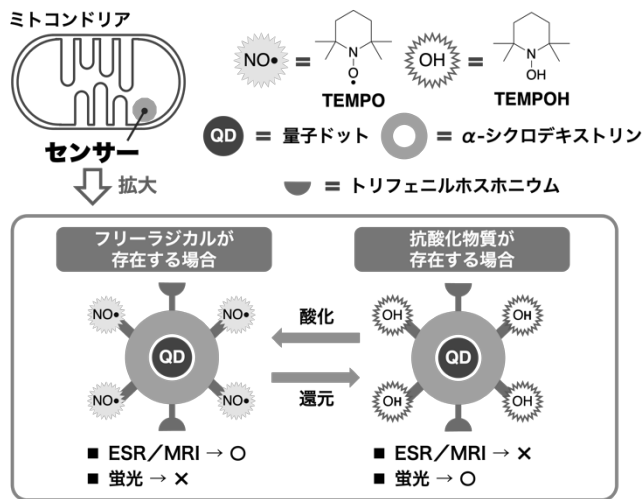 ミトコンドリア
センサー
拡大
NO• =
N
O
•
TEMPO
OH =
N
OH
TEMPOH
QD = 量子ドット
= α-シクロデキストリン
= トリフェニルホスホニウム
フリーラジカルが
存在する場合
NO•
NO•
QD
NO•
NO•
■ ESR/MRI → ○
■ 蛍光 → ×
酸化
還元
抗酸化物質が
存在する場合
OH
OH
QD
OH
OH
■ ESR/MRI → ×
■ 蛍光 → ○